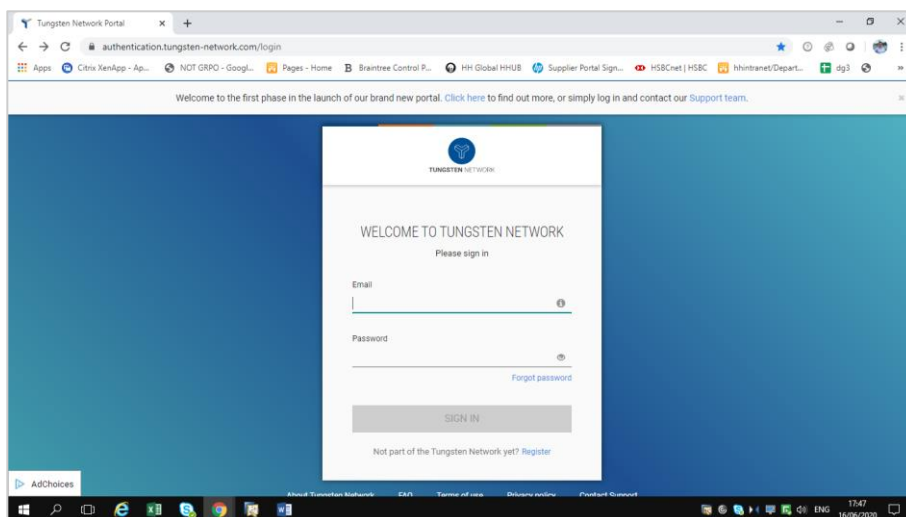 Tungsten Network Portal
authentication.tungsten-network.com/login
Apps Citrix XenApp - Ap... NOT GRPO - Googl... Pages - Home Braintree Control P... HH Global HHUB Supplier Portal Sign... HSBCnet | HSBC hhintranet/Depart... dg3 »
Welcome to the first phase in the launch of our brand new portal. Click here to find out more, or simply log in and contact our Support team.
TUNGSTEN NETWORK
WELCOME TO TUNGSTEN NETWORK
Please sign in
Email
Password
Forgot password
SIGN IN
Not part of the Tungsten Network yet? Register
AdChoices
About Tungsten Network FAQ Terms of use Privacy policy Contact Support
ENG 17:47
16/06/2020